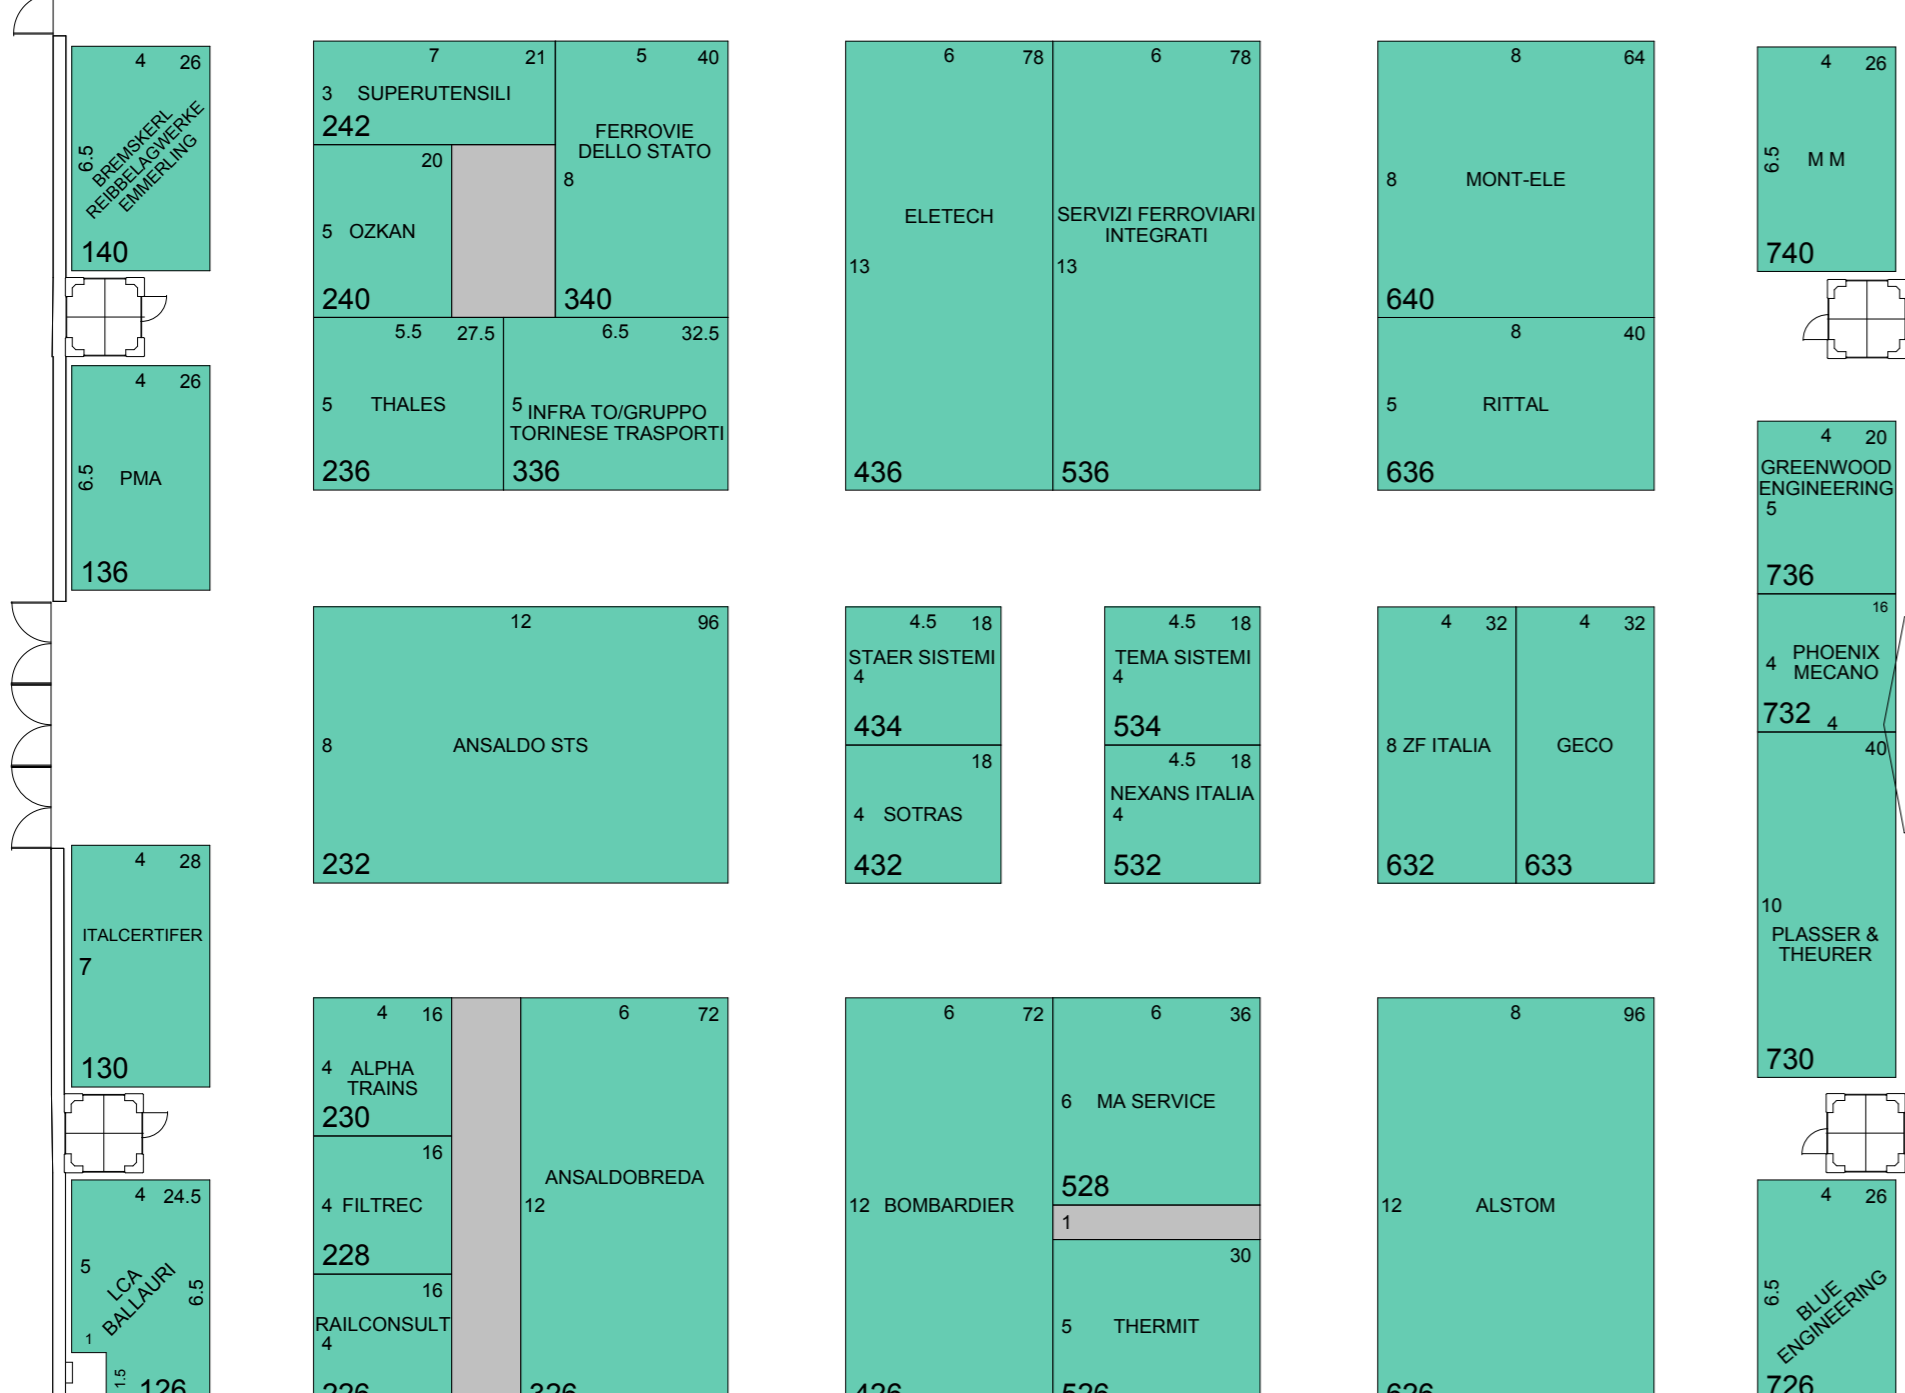 4 26
6.5
BREMSKERL
REIBBELAGWERKE
EMMERLING
140
7 21
3 SUPERUTENSILI
242
5 40
FERROVIE
DELLO STATO
8
340
20
5 OZKAN
240
5.5 27.5
5 THALES
236
6.5 32.5
5 INFRA TO/GRUPPO
TORINESE TRASPORTI
336
6 78
ELETECH
13
436
6 78
SERVIZI FERROVIARI
INTEGRATI
13
536
8 64
8 MONT-ELE
640
8 40
5 RITTAL
636
4 26
6.5 M M
740
4 26
6.5 PMA
136
4 20
GREENWOOD
ENGINEERING
5
736
16
4 PHOENIX
MECANO
732 4
40
10
PLASSER &
THEURER
730
12 96
8 ANSALDO STS
232
4.5 18
STAER SISTEMI
4
434
18
4 SOTRAS
432
4.5 18
TEMA SISTEMI
4
534
4.5 18
NEXANS ITALIA
4
532
4 32
8 ZF ITALIA
632
4 32
GECO
633
4 28
ITALCERTIFER
7
130
4 16
4 ALPHA
TRAINS
230
16
4 FILTREC
228
16
RAILCONSULT
4
226
6 72
ANSALDOBREDA
12
326
6 72
12 BOMBARDIER
426
6 36
6 MA SERVICE
528
1
30
5 THERMIT
526
8 96
12 ALSTOM
626
4 24.5
5
LCA
BALLAURI
6.5
1
1.5
126
4 26
6.5
BLUE
ENGINEERING
726